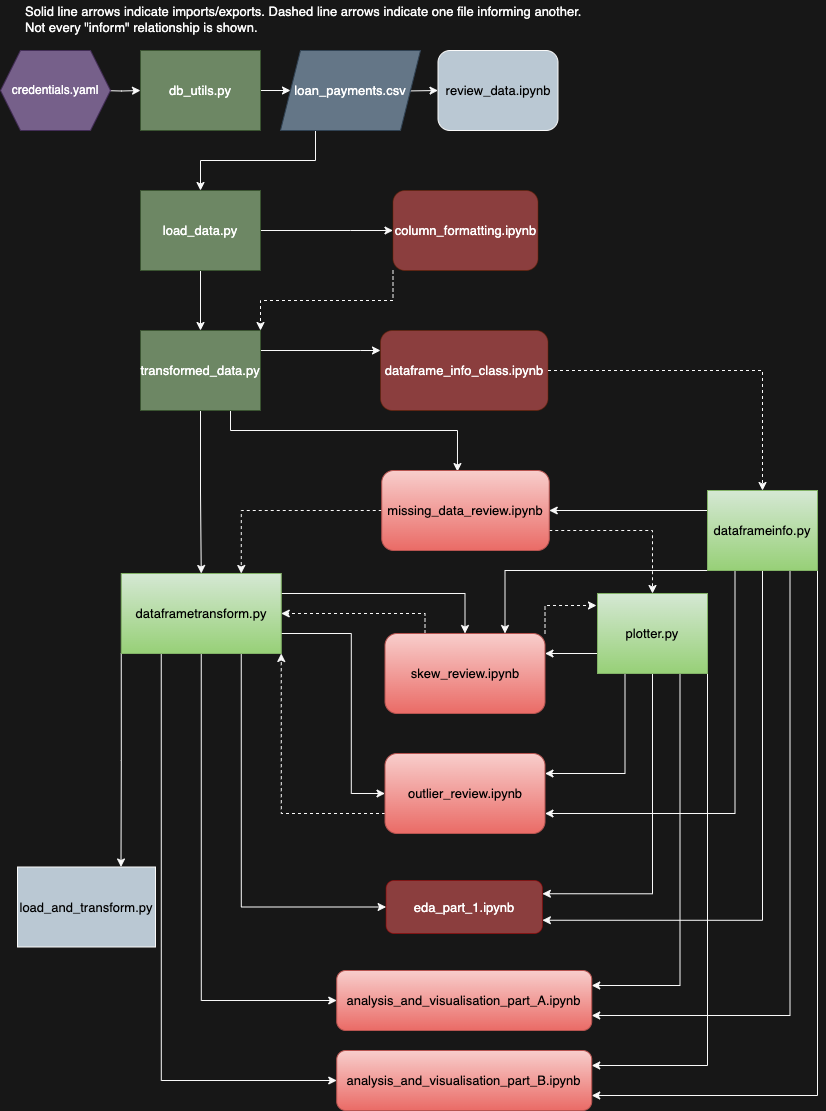 Solid line arrows indicate imports/exports. Dashed line arrows indicate one file informing another.
Not every "inform" relationship is shown.
credentials.yaml
db_utils.py
loan_payments.csv
review_data.ipynb
load_data.py
column_formatting.ipynb
transformed_data.py
dataframe_info_class.ipynb
missing_data_review.ipynb
dataframeinfo.py
dataframetransform.py
plotter.py
skew_review.ipynb
outlier_review.ipynb
load_and_transform.py
eda_part_1.ipynb
analysis_and_visualisation_part_A.ipynb
analysis_and_visualisation_part_B.ipynb